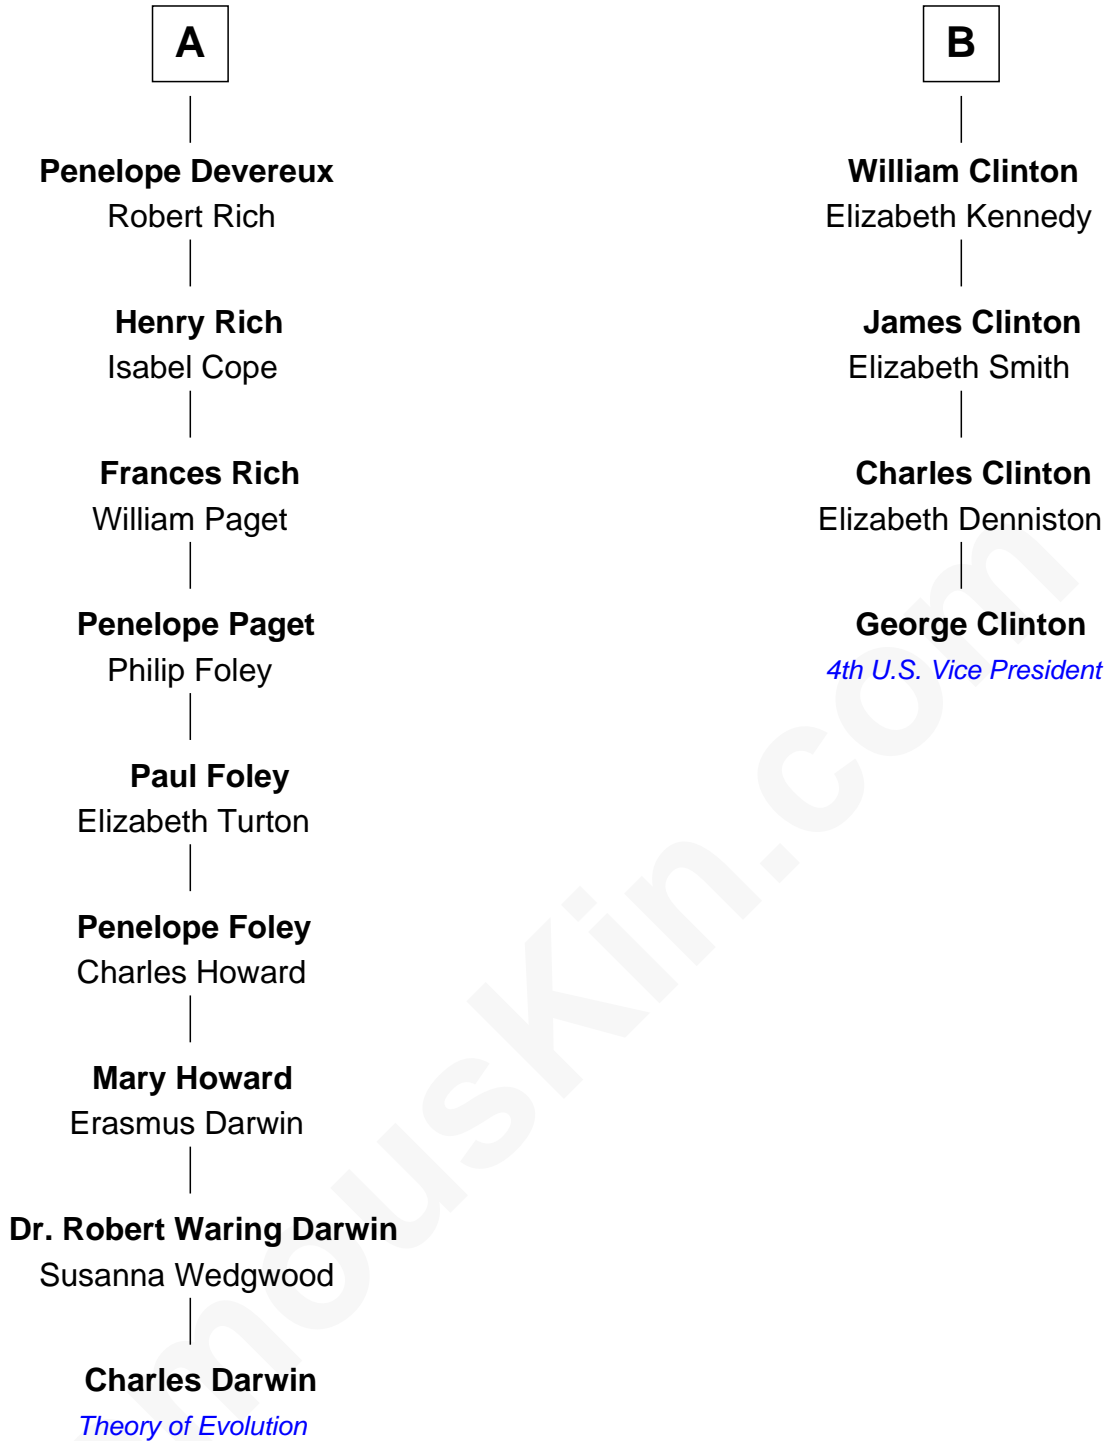 A
Penelope Devereux
Robert Rich
Henry Rich
Isabel Cope
Frances Rich
William Paget
Penelope Paget
Philip Foley
Paul Foley
Elizabeth Turton
Penelope Foley
Charles Howard
Mary Howard
Erasmus Darwin
Dr. Robert Waring Darwin
Susanna Wedgwood
Charles Darwin
Theory of Evolution
B
William Clinton
Elizabeth Kennedy
James Clinton
Elizabeth Smith
Charles Clinton
Elizabeth Denniston
George Clinton
4th U.S. Vice President
mousKin.com